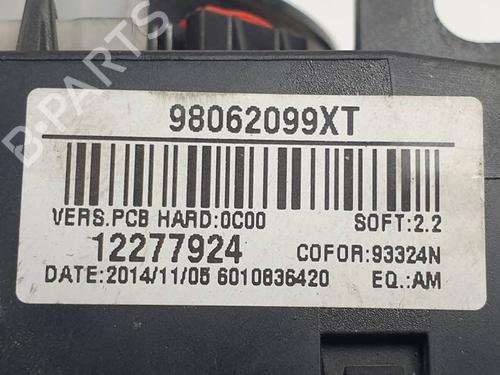 98062099XT
VERS.PCB HARD:0C00 SOFT:2.2
12277924 COFOR:93324N
DATE:2014/11/05 6010836420 EQ.:AM
B-PARTS